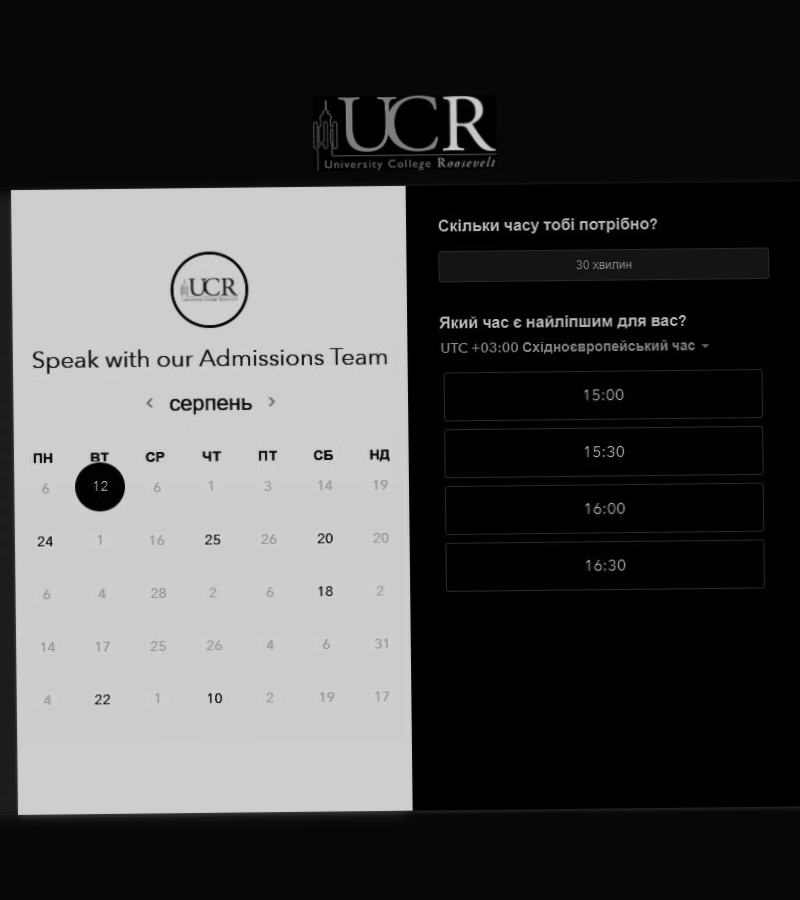 UCR
University College Roosevelt
UCR
University College Roosevelt
Speak with our Admissions Team
серпень
ПН ВТ СР ЧТ ПТ СБ НД
6 12 6 1 3 14 19
24 1 16 25 26 20 20
6 4 28 2 6 18 2
14 17 25 26 4 6 31
4 22 1 10 2 19 17
Скільки часу тобі потрібно?
30 хвилин
Який час є найліпшим для вас?
UTC +03:00 Східноєвропейський час
15:00
15:30
16:00
16:30